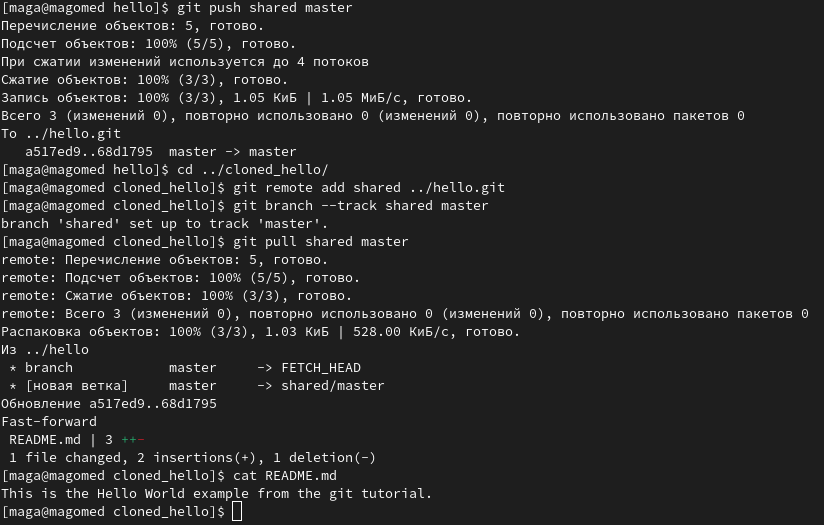 [maga@magomed hello]$ git push shared master
Перечисление объектов: 5, готово.
Подсчет объектов: 100% (5/5), готово.
При сжатии изменений используется до 4 потоков
Сжатие объектов: 100% (3/3), готово.
Запись объектов: 100% (3/3), 1.05 КиБ | 1.05 МиБ/с, готово.
Всего 3 (изменений 0), повторно использовано 0 (изменений 0), повторно использовано пакетов 0
To ../hello.git
   a517ed9..68d1795  master -> master
[maga@magomed hello]$ cd ../cloned_hello/
[maga@magomed cloned_hello]$ git remote add shared ../hello.git
[maga@magomed cloned_hello]$ git branch --track shared master
branch 'shared' set up to track 'master'.
[maga@magomed cloned_hello]$ git pull shared master
remote: Перечисление объектов: 5, готово.
remote: Подсчет объектов: 100% (5/5), готово.
remote: Сжатие объектов: 100% (3/3), готово.
remote: Всего 3 (изменений 0), повторно использовано 0 (изменений 0), повторно использовано пакетов 0
Распаковка объектов: 100% (3/3), 1.03 КиБ | 528.00 КиБ/с, готово.
Из ../hello
 * branch            master     -> FETCH_HEAD
 * [новая ветка]     master     -> shared/master
Обновление a517ed9..68d1795
Fast-forward
 README.md | 3 ++-
 1 file changed, 2 insertions(+), 1 deletion(-)
[maga@magomed cloned_hello]$ cat README.md
This is the Hello World example from the git tutorial.
[maga@magomed cloned_hello]$